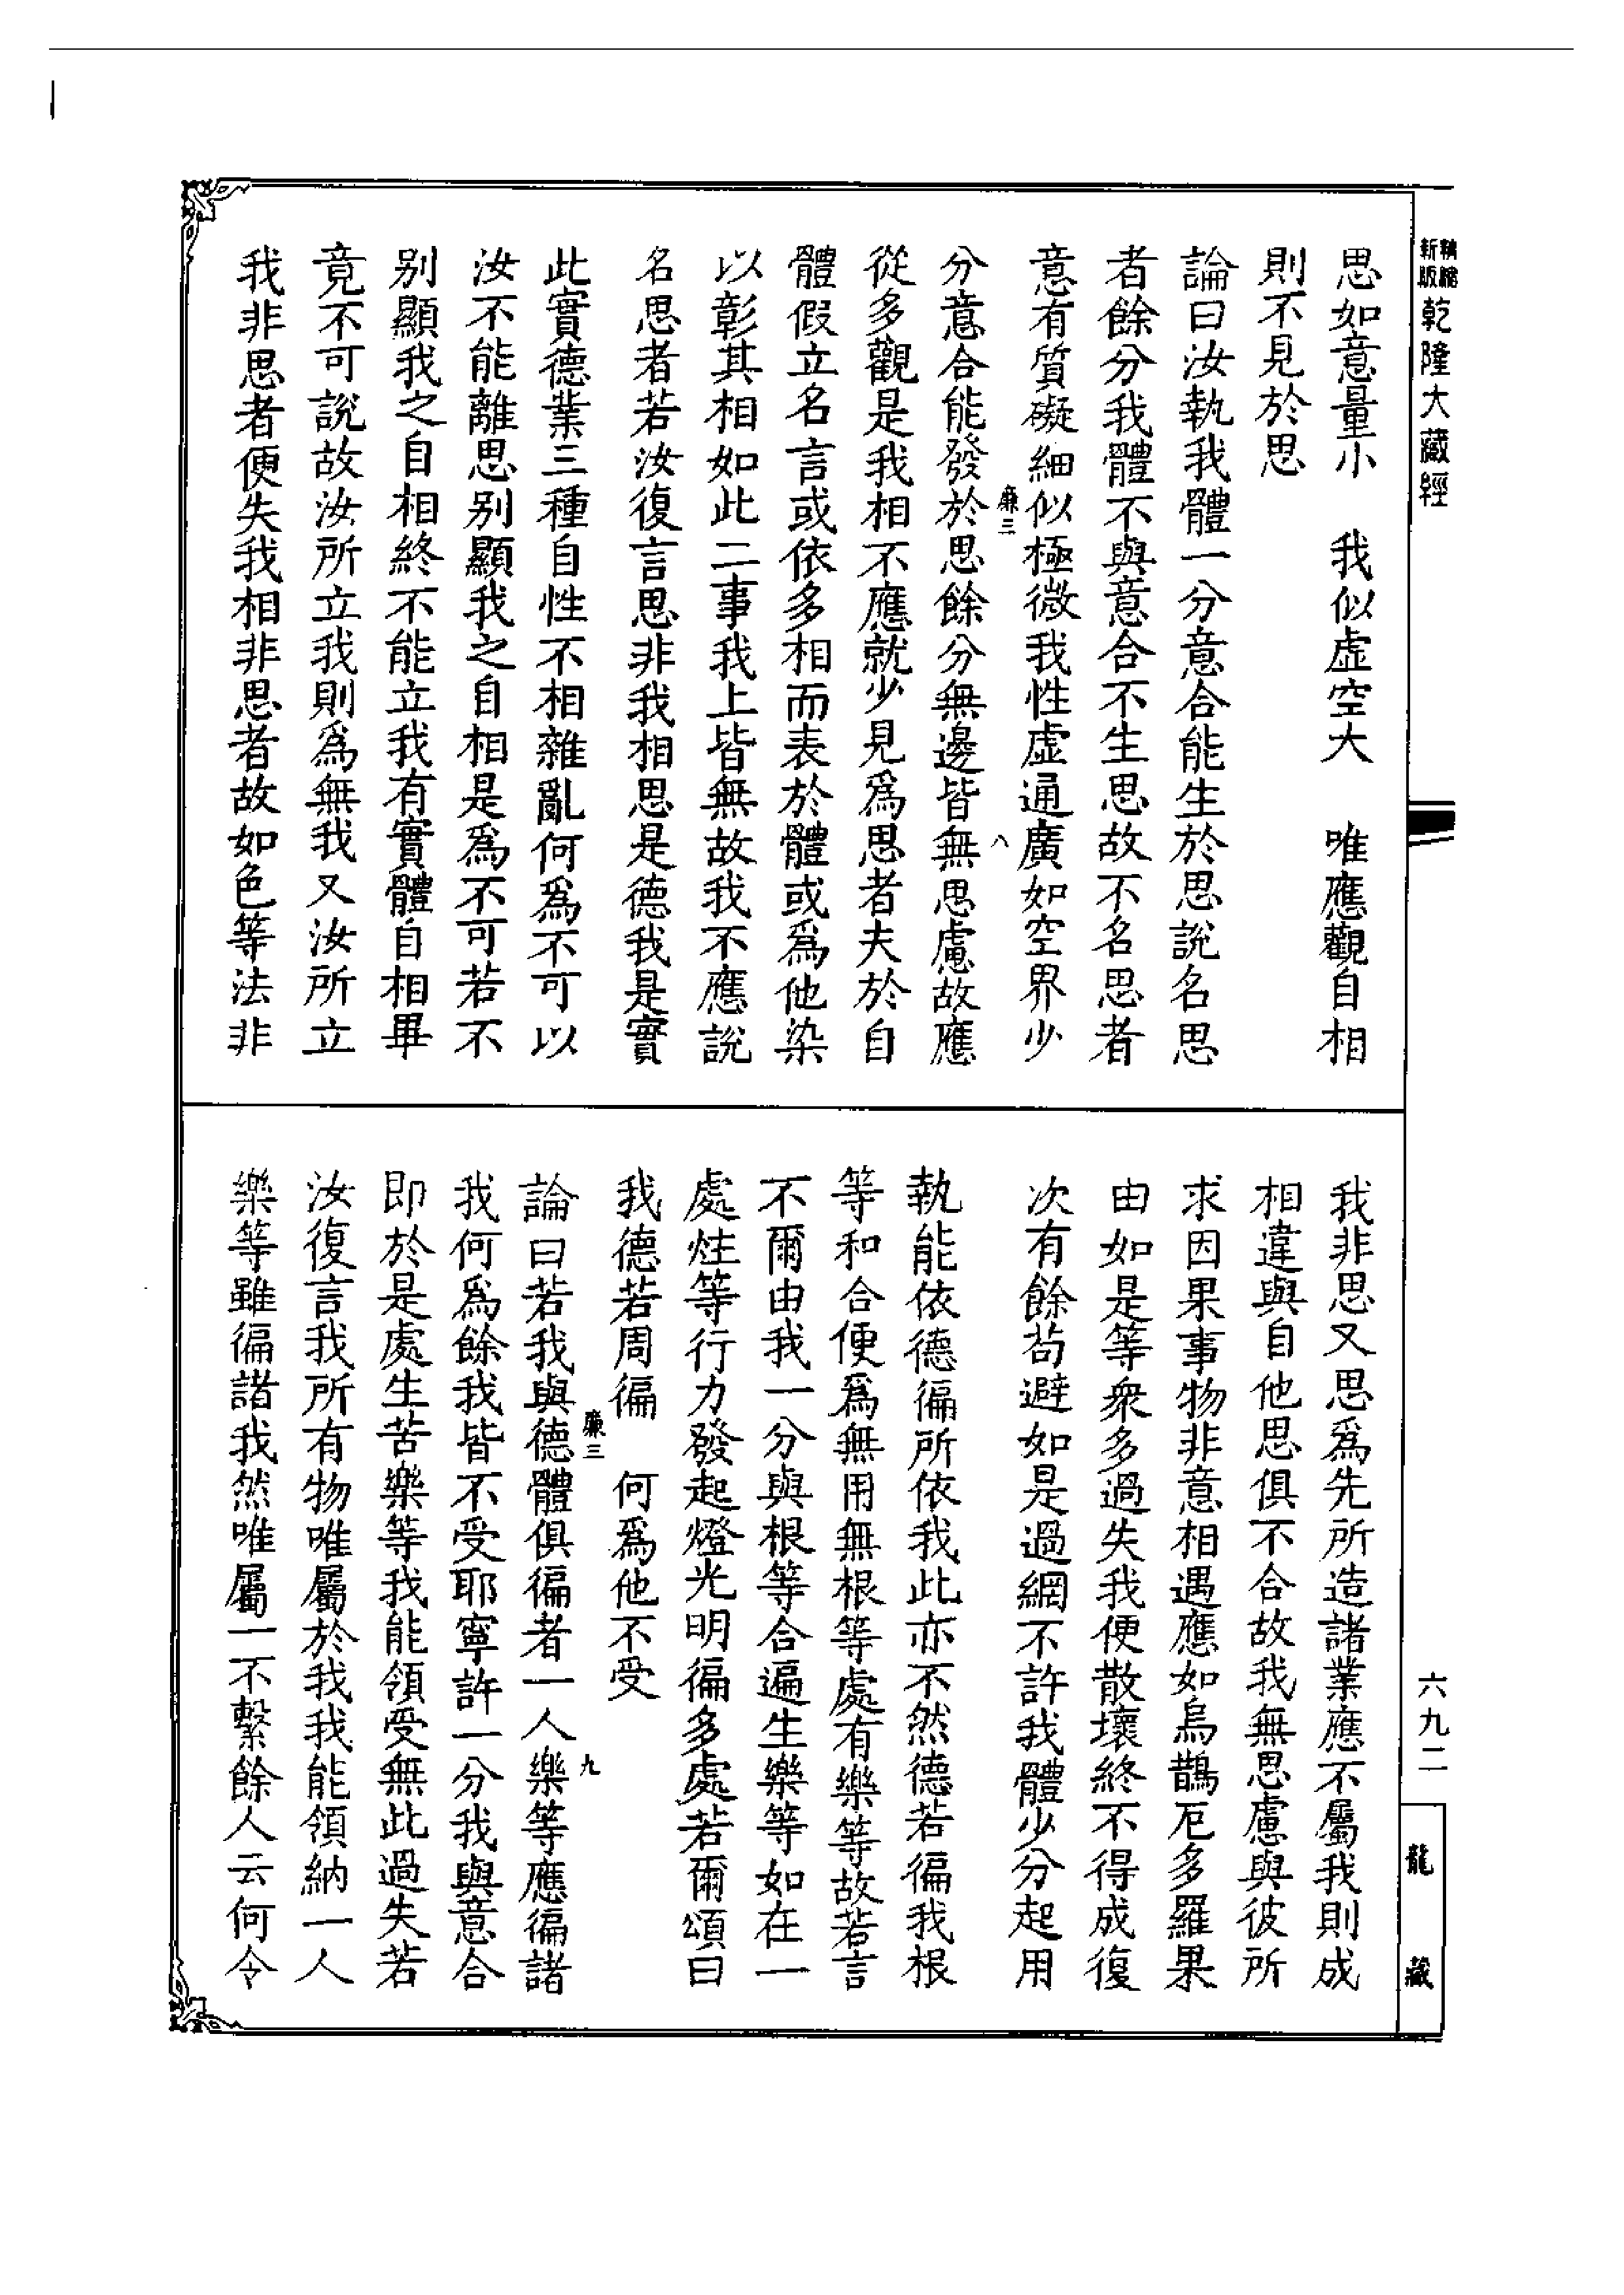 精縮新版乾隆大藏經
思如意量小　我似虛空大　唯應觀自相
則不見於思
論曰汝執我體一分意合能生於思說名思
者餘分我體不與意合不生思故不名思者
意有質礙細似極微我性虛通廣如空界少
廉三　八
分意合能發於思餘分無邊皆無思慮故應
從多觀是我相不應就少見爲思者夫於自
體假立名言或依多相而表於體或爲他染
以彰其相如此二事我上皆無故我不應說
名思者若汝復言思非我相思是德我是實
此實德業三種自性不相雜亂何爲不可以
汝不能離思別顯我之自相是爲不可若不
別顯我之自相終不能立我有實體自相畢
竟不可說故汝所立我則爲無我又汝所立
我非思者便失我相非思者故如色等法非
我非思又思爲先所造諸業應不屬我則成
相違與自他思俱不合故我無思慮與彼所
求因果事物非意相遇應如烏鵲厄多羅果
由如是等衆多過失我便散壞終不得成復
次有餘苟避如是過網不許我體少分起用
執能依德徧所依我此亦不然德若徧我根
等和合便爲無用無根等處有樂等故若言
不爾由我一分與根等合遍生樂等如在一
處炷等行力發起燈光明徧多處若爾頌曰
我德若周徧　何爲他不受
廉三　九
論曰若我與德體俱徧者一人樂等應徧諸
我何爲餘我皆不受耶寧許一分我與意合
即於是處生苦樂等我能領受無此過失若
汝復言我所有物唯屬於我我能領納一人
樂等雖徧諸我然唯屬一不繫餘人云何令
六九二
龍藏